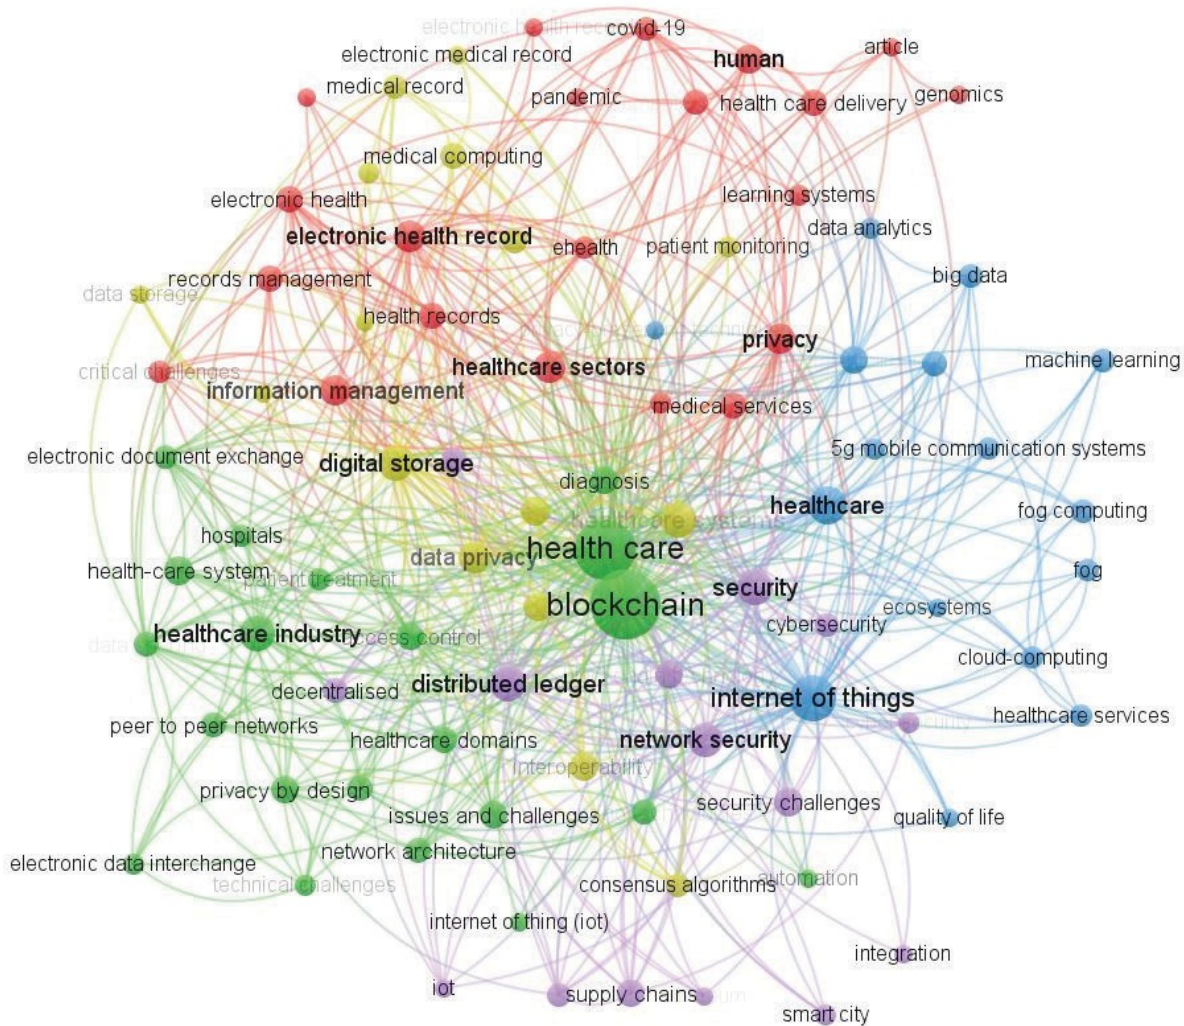 covid-19
article
electronic medical record
human
medical record
pandemic
health care delivery
genomics
medical computing
electronic health
learning systems
data analytics
electronic health record
ehealth
patient monitoring
records management
big data
data storage
health records
privacy
healthcare sectors
machine learning
critical challenges
information management
medical services
electronic document exchange
digital storage
5g mobile communication systems
diagnosis
healthcare
fog computing
healthcare systems
hospitals
data privacy
health care
health-care system
patient treatment
security
fog
blockchain
ecosystems
healthcare industry
access control
cybersecurity
cloud-computing
decentralised
distributed ledger
internet of things
healthcare services
peer to peer networks
healthcare domains
network security
interoperability
privacy by design
security challenges
issues and challenges
quality of life
network architecture
electronic data interchange
technical challenges
consensus algorithms
automation
internet of thing (iot)
integration
iot
supply chains
smart city